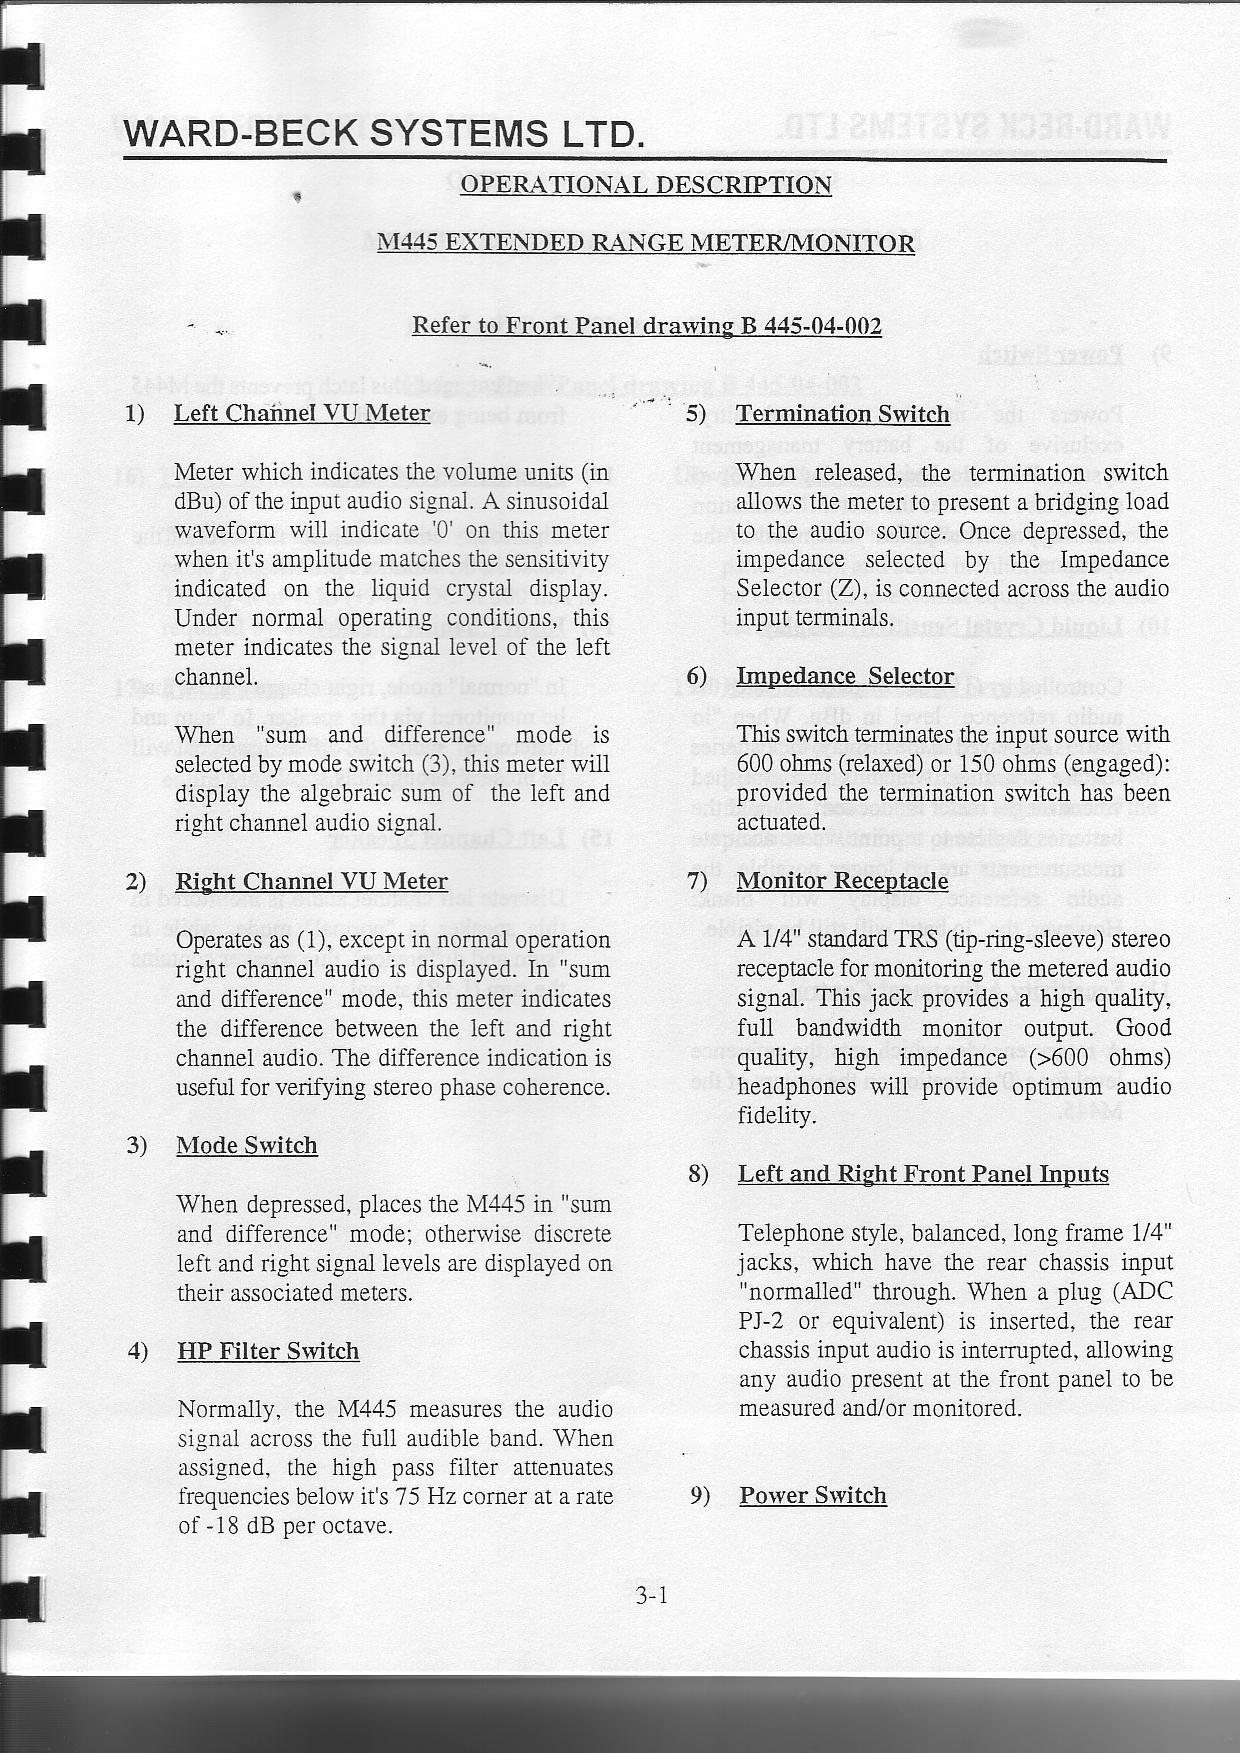 WARD-BECK SYSTEMS LTD.
OPERATIONAL DESCRIPTION
M445 EXTENDED RANGE METER/MONITOR
Refer to Front Panel drawing B 445-04-002
1) Left Channel VU Meter
Meter which indicates the volume units (in
dBu) of the input audio signal. A sinusoidal
waveform will indicate '0' on this meter
when it's amplitude matches the sensitivity
indicated on the liquid crystal display.
Under normal operating conditions, this
meter indicates the signal level of the left
channel.
When "sum and difference" mode is
selected by mode switch (3), this meter will
display the algebraic sum of the left and
right channel audio signal.
2) Right Channel VU Meter
Operates as (1), except in normal operation
right channel audio is displayed. In "sum
and difference" mode, this meter indicates
the difference between the left and right
channel audio. The difference indication is
useful for verifying stereo phase coherence.
3) Mode Switch
When depressed, places the M445 in "sum
and difference" mode; otherwise discrete
left and right signal levels are displayed on
their associated meters.
4) HP Filter Switch
Normally, the M445 measures the audio
signal across the full audible band. When
assigned, the high pass filter attenuates
frequencies below it's 75 Hz corner at a rate
of -18 dB per octave.
5) Termination Switch
When released, the termination switch
allows the meter to present a bridging load
to the audio source. Once depressed, the
impedance selected by the Impedance
Selector (Z), is connected across the audio
input terminals.
6) Impedance Selector
This switch terminates the input source with
600 ohms (relaxed) or 150 ohms (engaged):
provided the termination switch has been
actuated.
7) Monitor Receptacle
A 1/4" standard TRS (tip-ring-sleeve) stereo
receptacle for monitoring the metered audio
signal. This jack provides a high quality,
full bandwidth monitor output. Good
quality, high impedance (>600 ohms)
headphones will provide optimum audio
fidelity.
8) Left and Right Front Panel Inputs
Telephone style, balanced, long frame 1/4"
jacks, which have the rear chassis input
"normalled" through. When a plug (ADC
PJ-2 or equivalent) is inserted, the rear
chassis input audio is interrupted, allowing
any audio present at the front panel to be
measured and/or monitored.
9) Power Switch
3-1